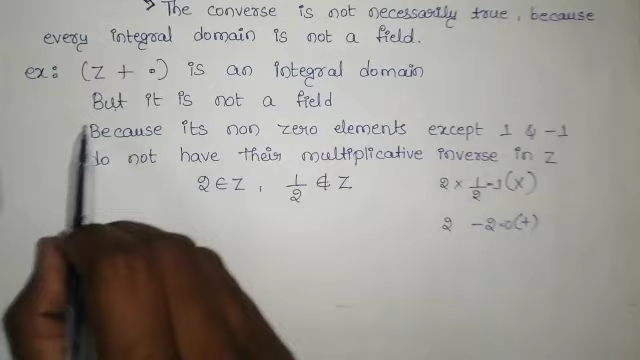 → The converse is not necessarily true, because
every integral domain is not a field.
ex: (Z + ∘) is an integral domain
But it is not a field
Because its non zero elements except 1 & -1
do not have their multiplicative inverse in Z
2 ∈ Z, 1/2 ∉ Z
2 × 1/2 = 1 (X)
2 -2=0(+)